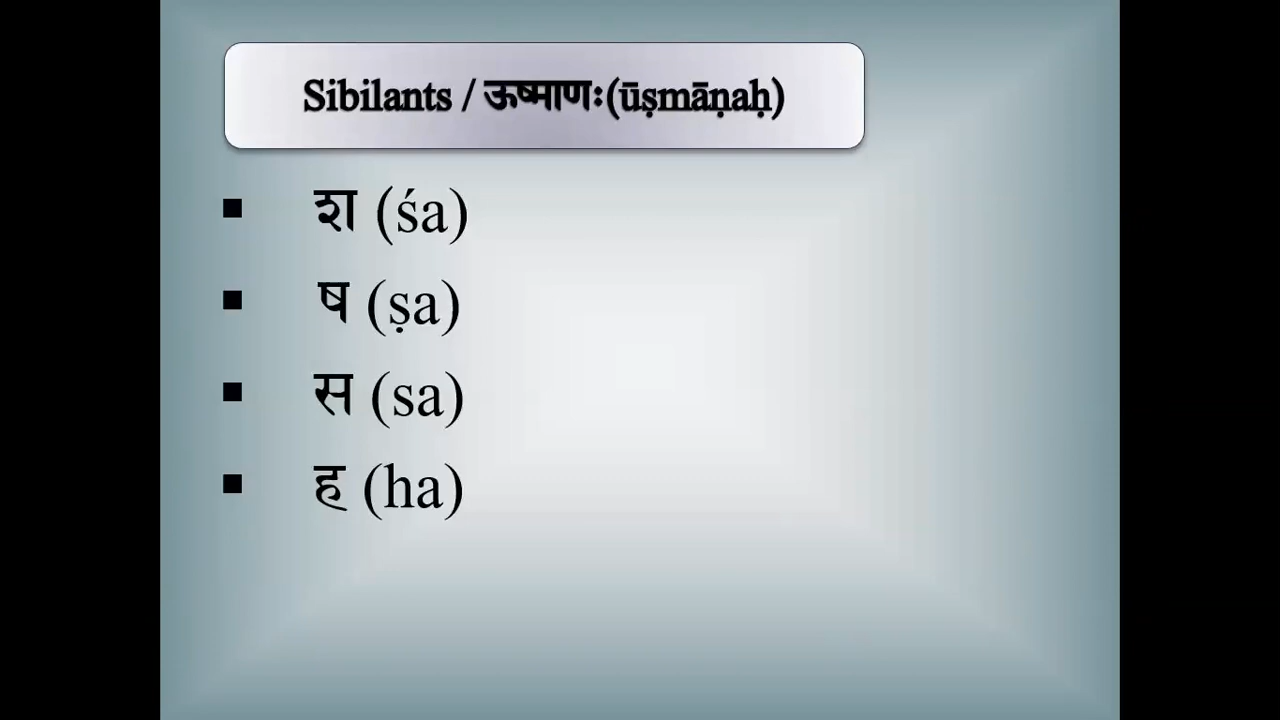 Sibilants / ऊष्माणः(ūṣmāṇaḥ)
▪ श (śa)
▪ ष (ṣa)
▪ स (sa)
▪ ह (ha)